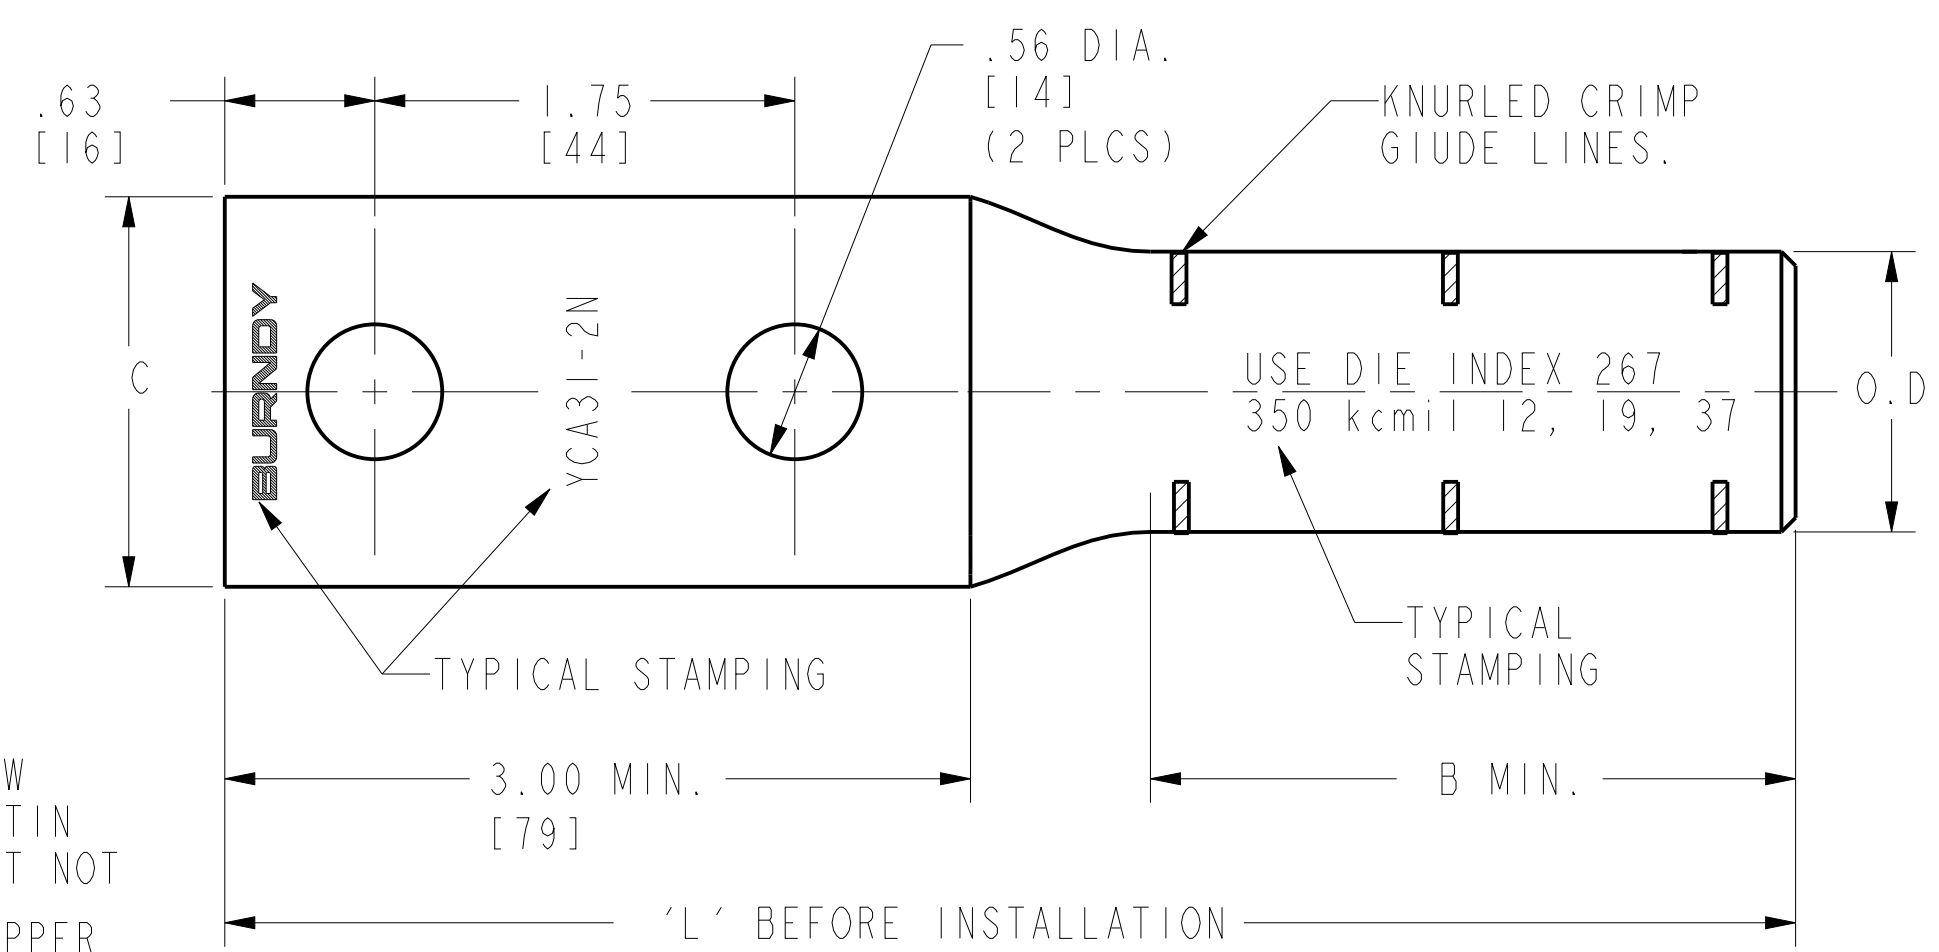 .56 DIA.
[14]
(2 PLCS)
.63
[16]
1.75
[44]
KNURLED CRIMP
GIUDE LINES.
C
BURNDY
YCA31-2N
USE DIE INDEX 267
350 kcmil 12, 19, 37
O.D
TYPICAL STAMPING
TYPICAL
STAMPING
3.00 MIN.
[79]
B MIN.
W
TIN
T NOT
PPER
'L' BEFORE INSTALLATION